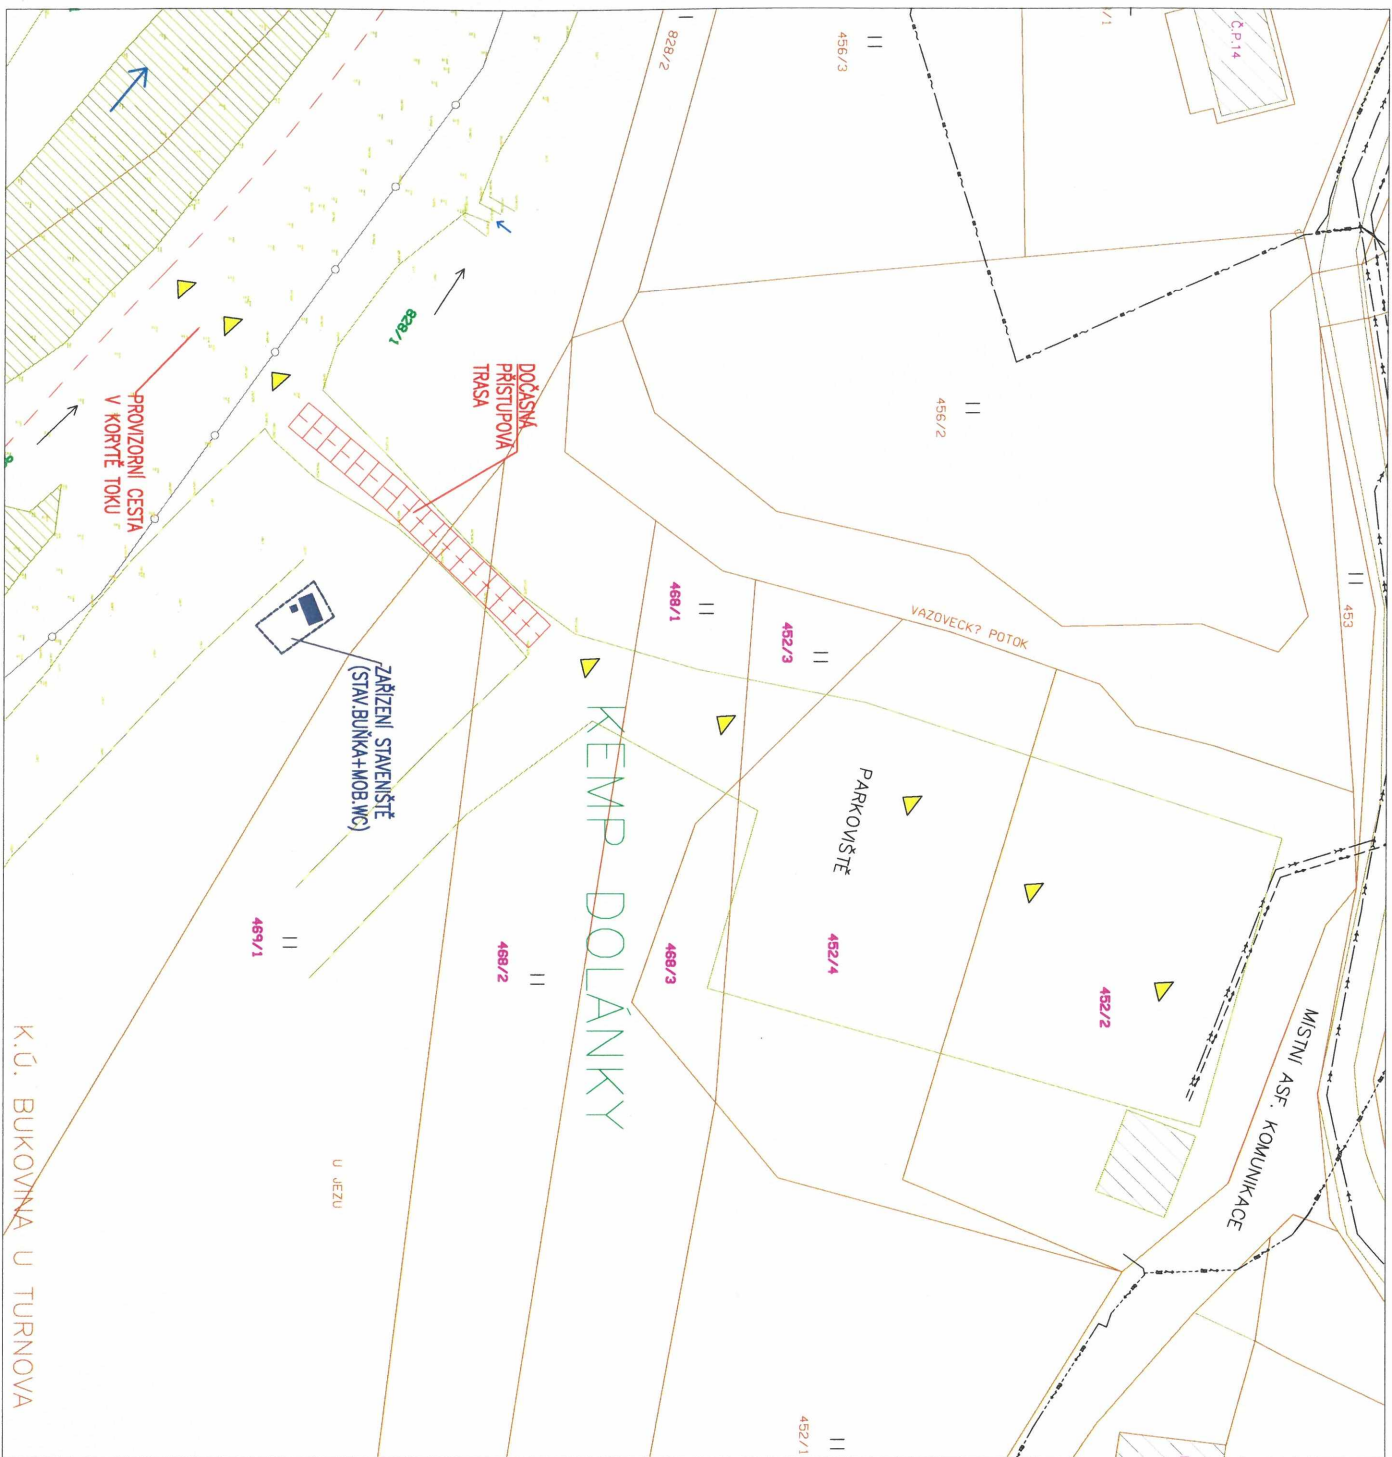 Č.P.14
/1
456/3
828/2
828/1
456/2
453
DOČASNÁ
PŘÍSTUPOVÁ
TRASA
PROVIZORNÍ CESTA
V KORYTĚ TOKU
468/1
452/3
VAZOVECK? POTOK
ZAŘÍZENÍ STAVENIŠTĚ
(STAV.BUŇKA+MOB.WC)
KEMP DOLÁNKY
PARKOVIŠTĚ
469/1
468/2
468/3
452/4
452/2
MÍSTNÍ ASF. KOMUNIKACE
U JEZU
452/1
K.Ú. BUKOVINA U TURNOVA